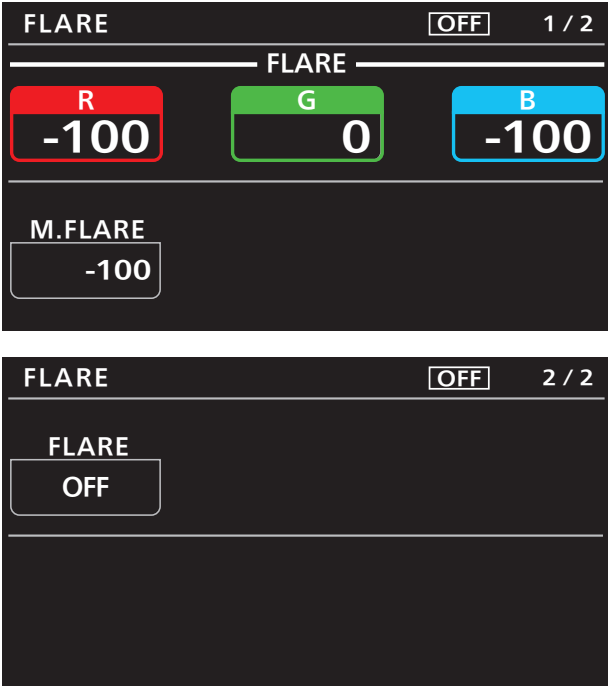 FLARE OFF 1 / 2
FLARE
R G B
-100 0 -100
M.FLARE
-100
FLARE OFF 2 / 2
FLARE
OFF